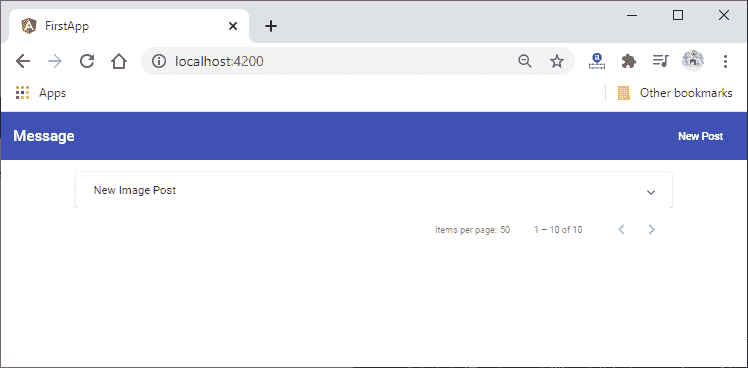 FirstApp
localhost:4200
Apps
Other bookmarks
Message
New Post
New Image Post
Items per page: 50
1 – 10 of 10